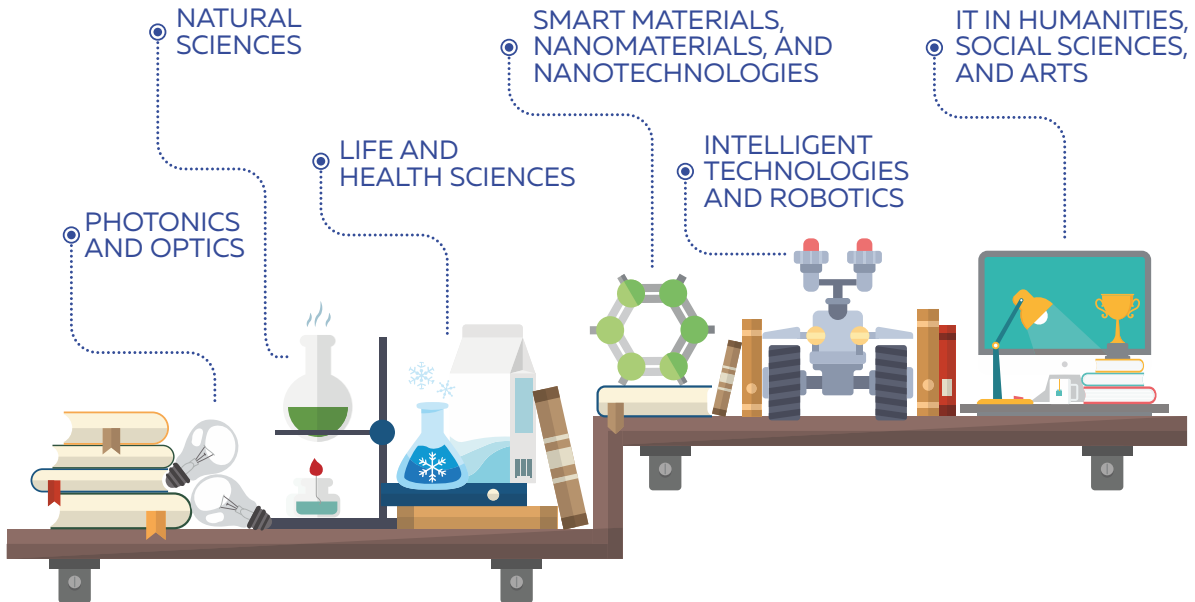 NATURAL
SCIENCES
SMART MATERIALS,
NANOMATERIALS, AND
NANOTECHNOLOGIES
IT IN HUMANITIES,
SOCIAL SCIENCES,
AND ARTS
LIFE AND
HEALTH SCIENCES
INTELLIGENT
TECHNOLOGIES
AND ROBOTICS
PHOTONICS
AND OPTICS